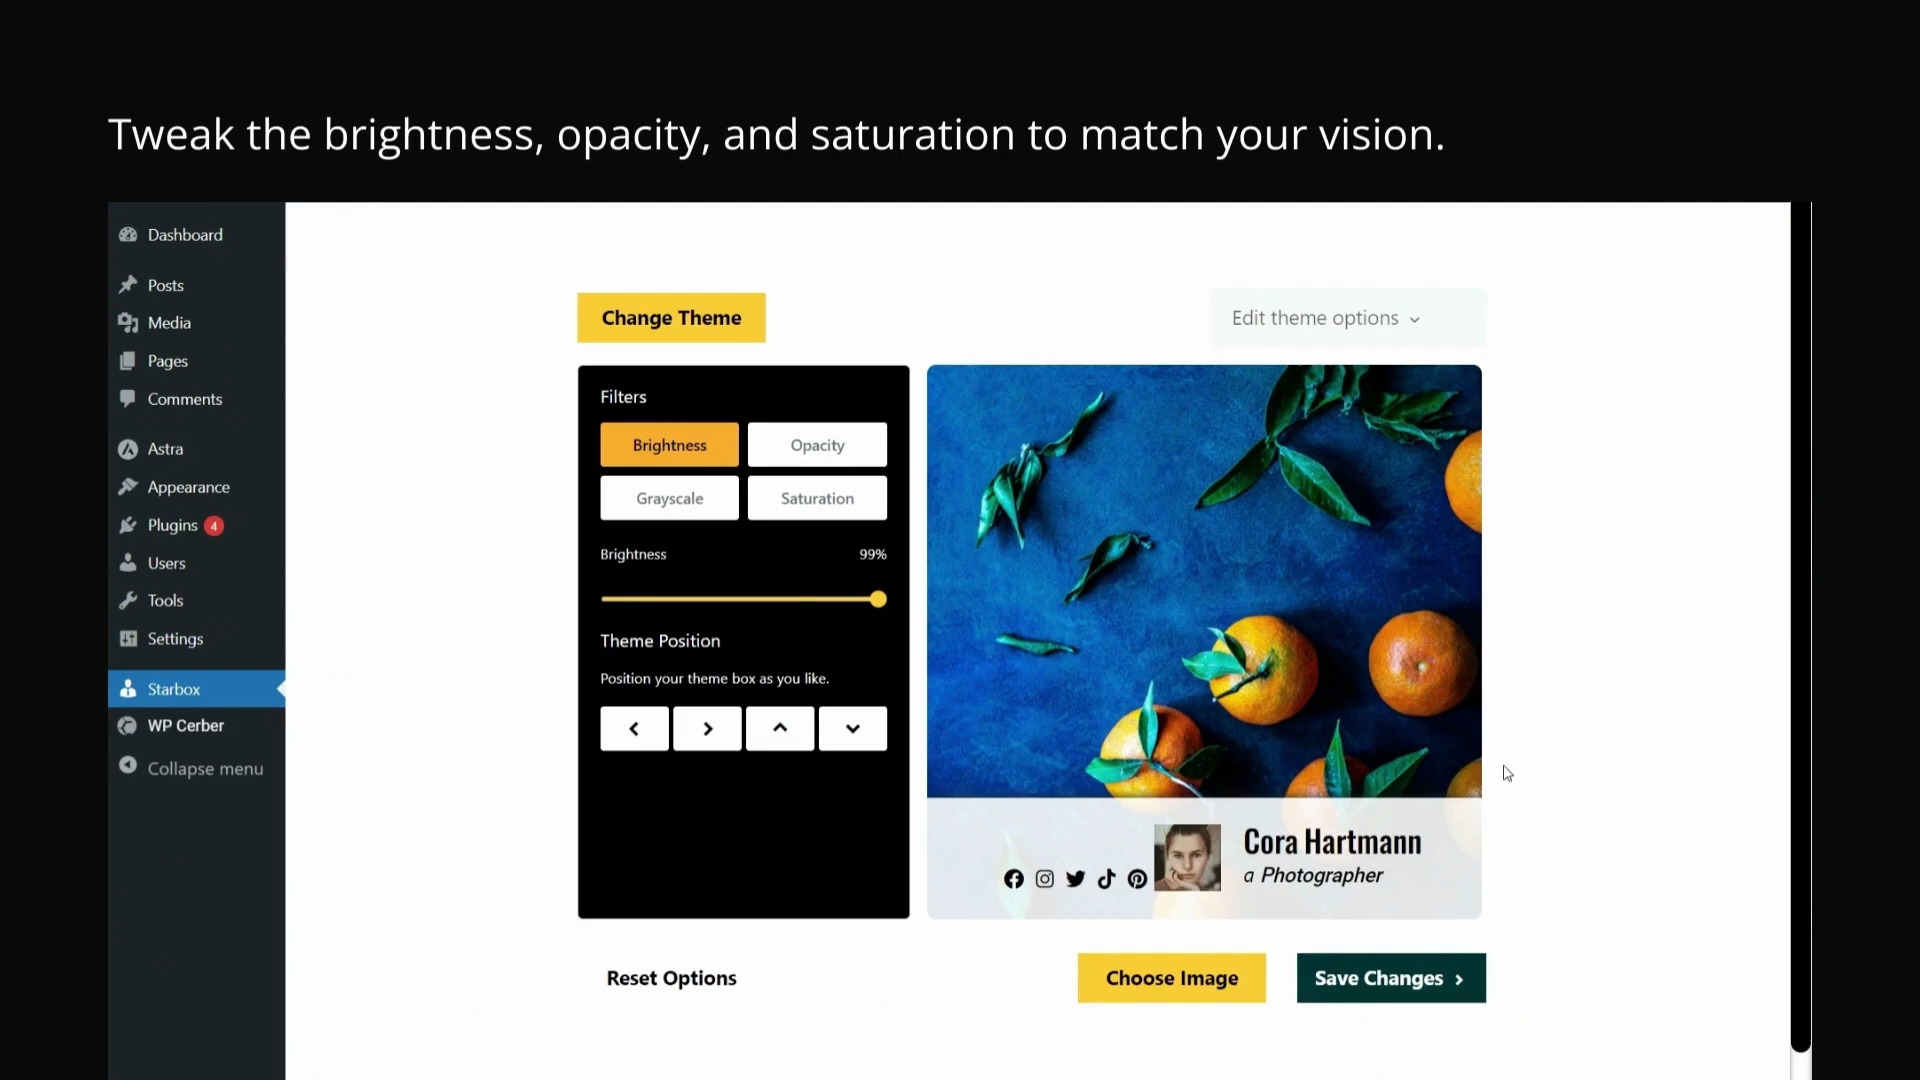 Tweak the brightness, opacity, and saturation to match your vision.
Dashboard
Posts
Media
Pages
Comments
Astra
Appearance
Plugins 4
Users
Tools
Settings
Starbox
WP Cerber
Collapse menu
Change Theme
Edit theme options
Filters
Brightness
Opacity
Grayscale
Saturation
Brightness 99%
Theme Position
Position your theme box as you like.
Cora Hartmann
a Photographer
Reset Options
Choose Image
Save Changes